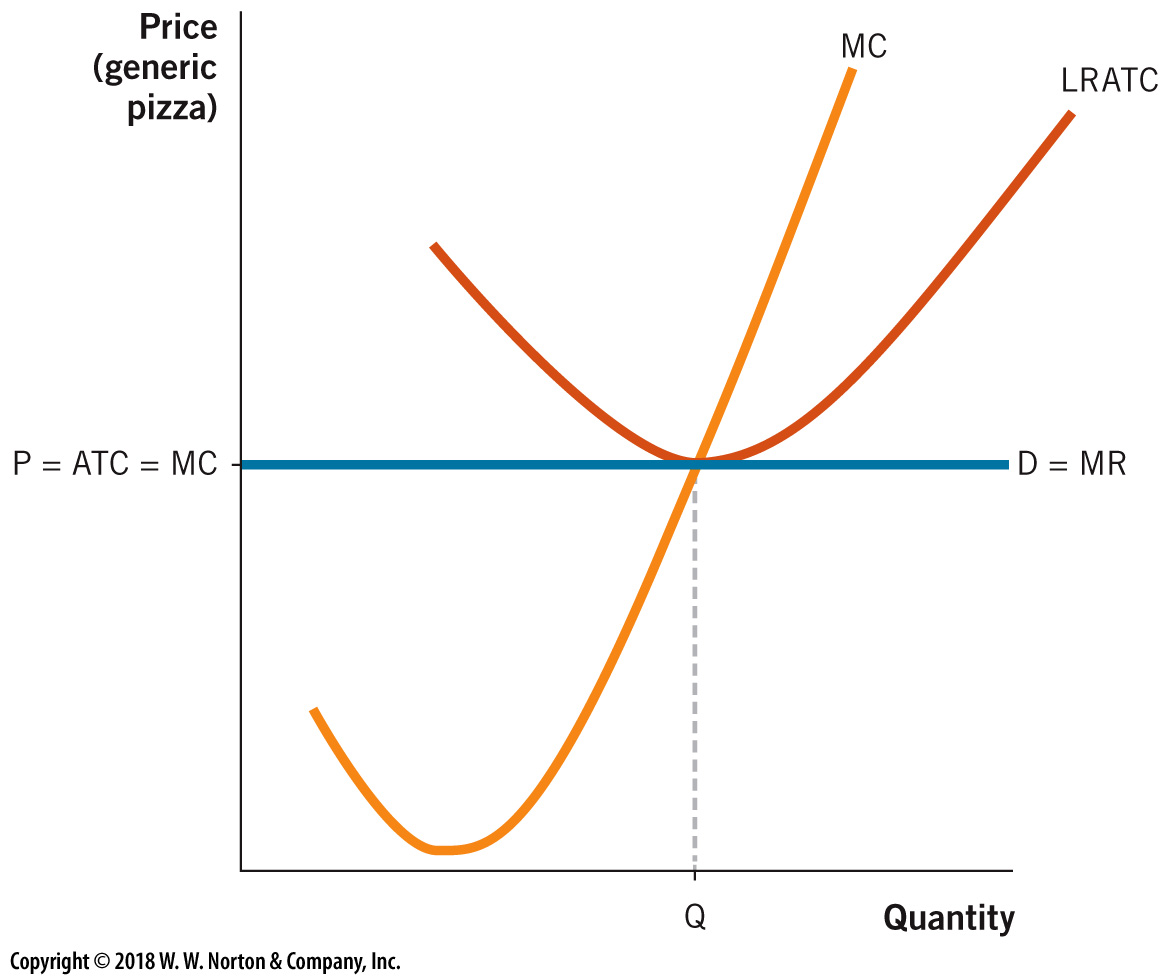 Price
(generic
pizza)
MC
LRATC
P = ATC = MC
D = MR
Q
Quantity
Copyright © 2018 W. W. Norton & Company, Inc.